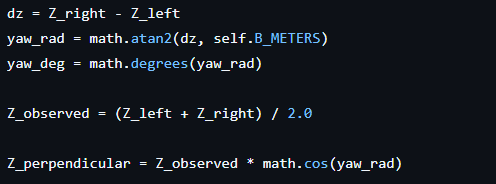 dz = Z_right - Z_left
yaw_rad = math.atan2(dz, self.B_METERS)
yaw_deg = math.degrees(yaw_rad)
Z_observed = (Z_left + Z_right) / 2.0
Z_perpendicular = Z_observed * math.cos(yaw_rad)